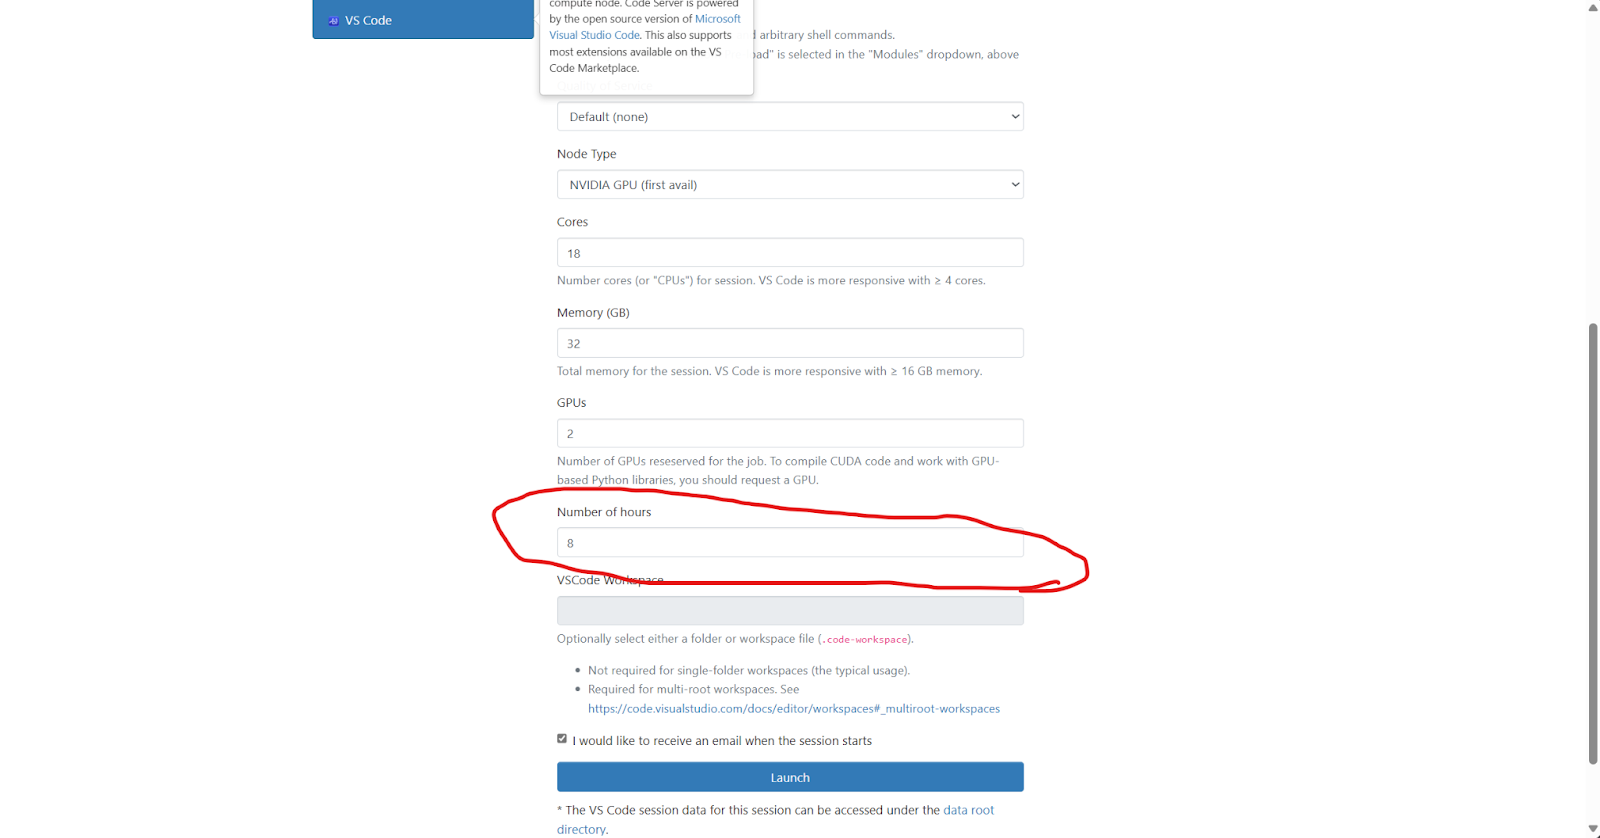 VS Code
compute node. Code Server is powered
by the open source version of Microsoft
Visual Studio Code. This also supports
most extensions available on the VS
Code Marketplace.
arbitrary shell commands.
is selected in the "Modules" dropdown, above
Default (none)
Node Type
NVIDIA GPU (first avail)
Cores
18
Number cores (or "CPUs") for session. VS Code is more responsive with ≥ 4 cores.
Memory (GB)
32
Total memory for the session. VS Code is more responsive with ≥ 16 GB memory.
GPUs
2
Number of GPUs reseserved for the job. To compile CUDA code and work with GPU-
based Python libraries, you should request a GPU.
Number of hours
8
VSCode Workspace
Optionally select either a folder or workspace file (.code-workspace).
• Not required for single-folder workspaces (the typical usage).
• Required for multi-root workspaces. See
https://code.visualstudio.com/docs/editor/workspaces#_multiroot-workspaces
I would like to receive an email when the session starts
Launch
* The VS Code session data for this session can be accessed under the data root
directory.